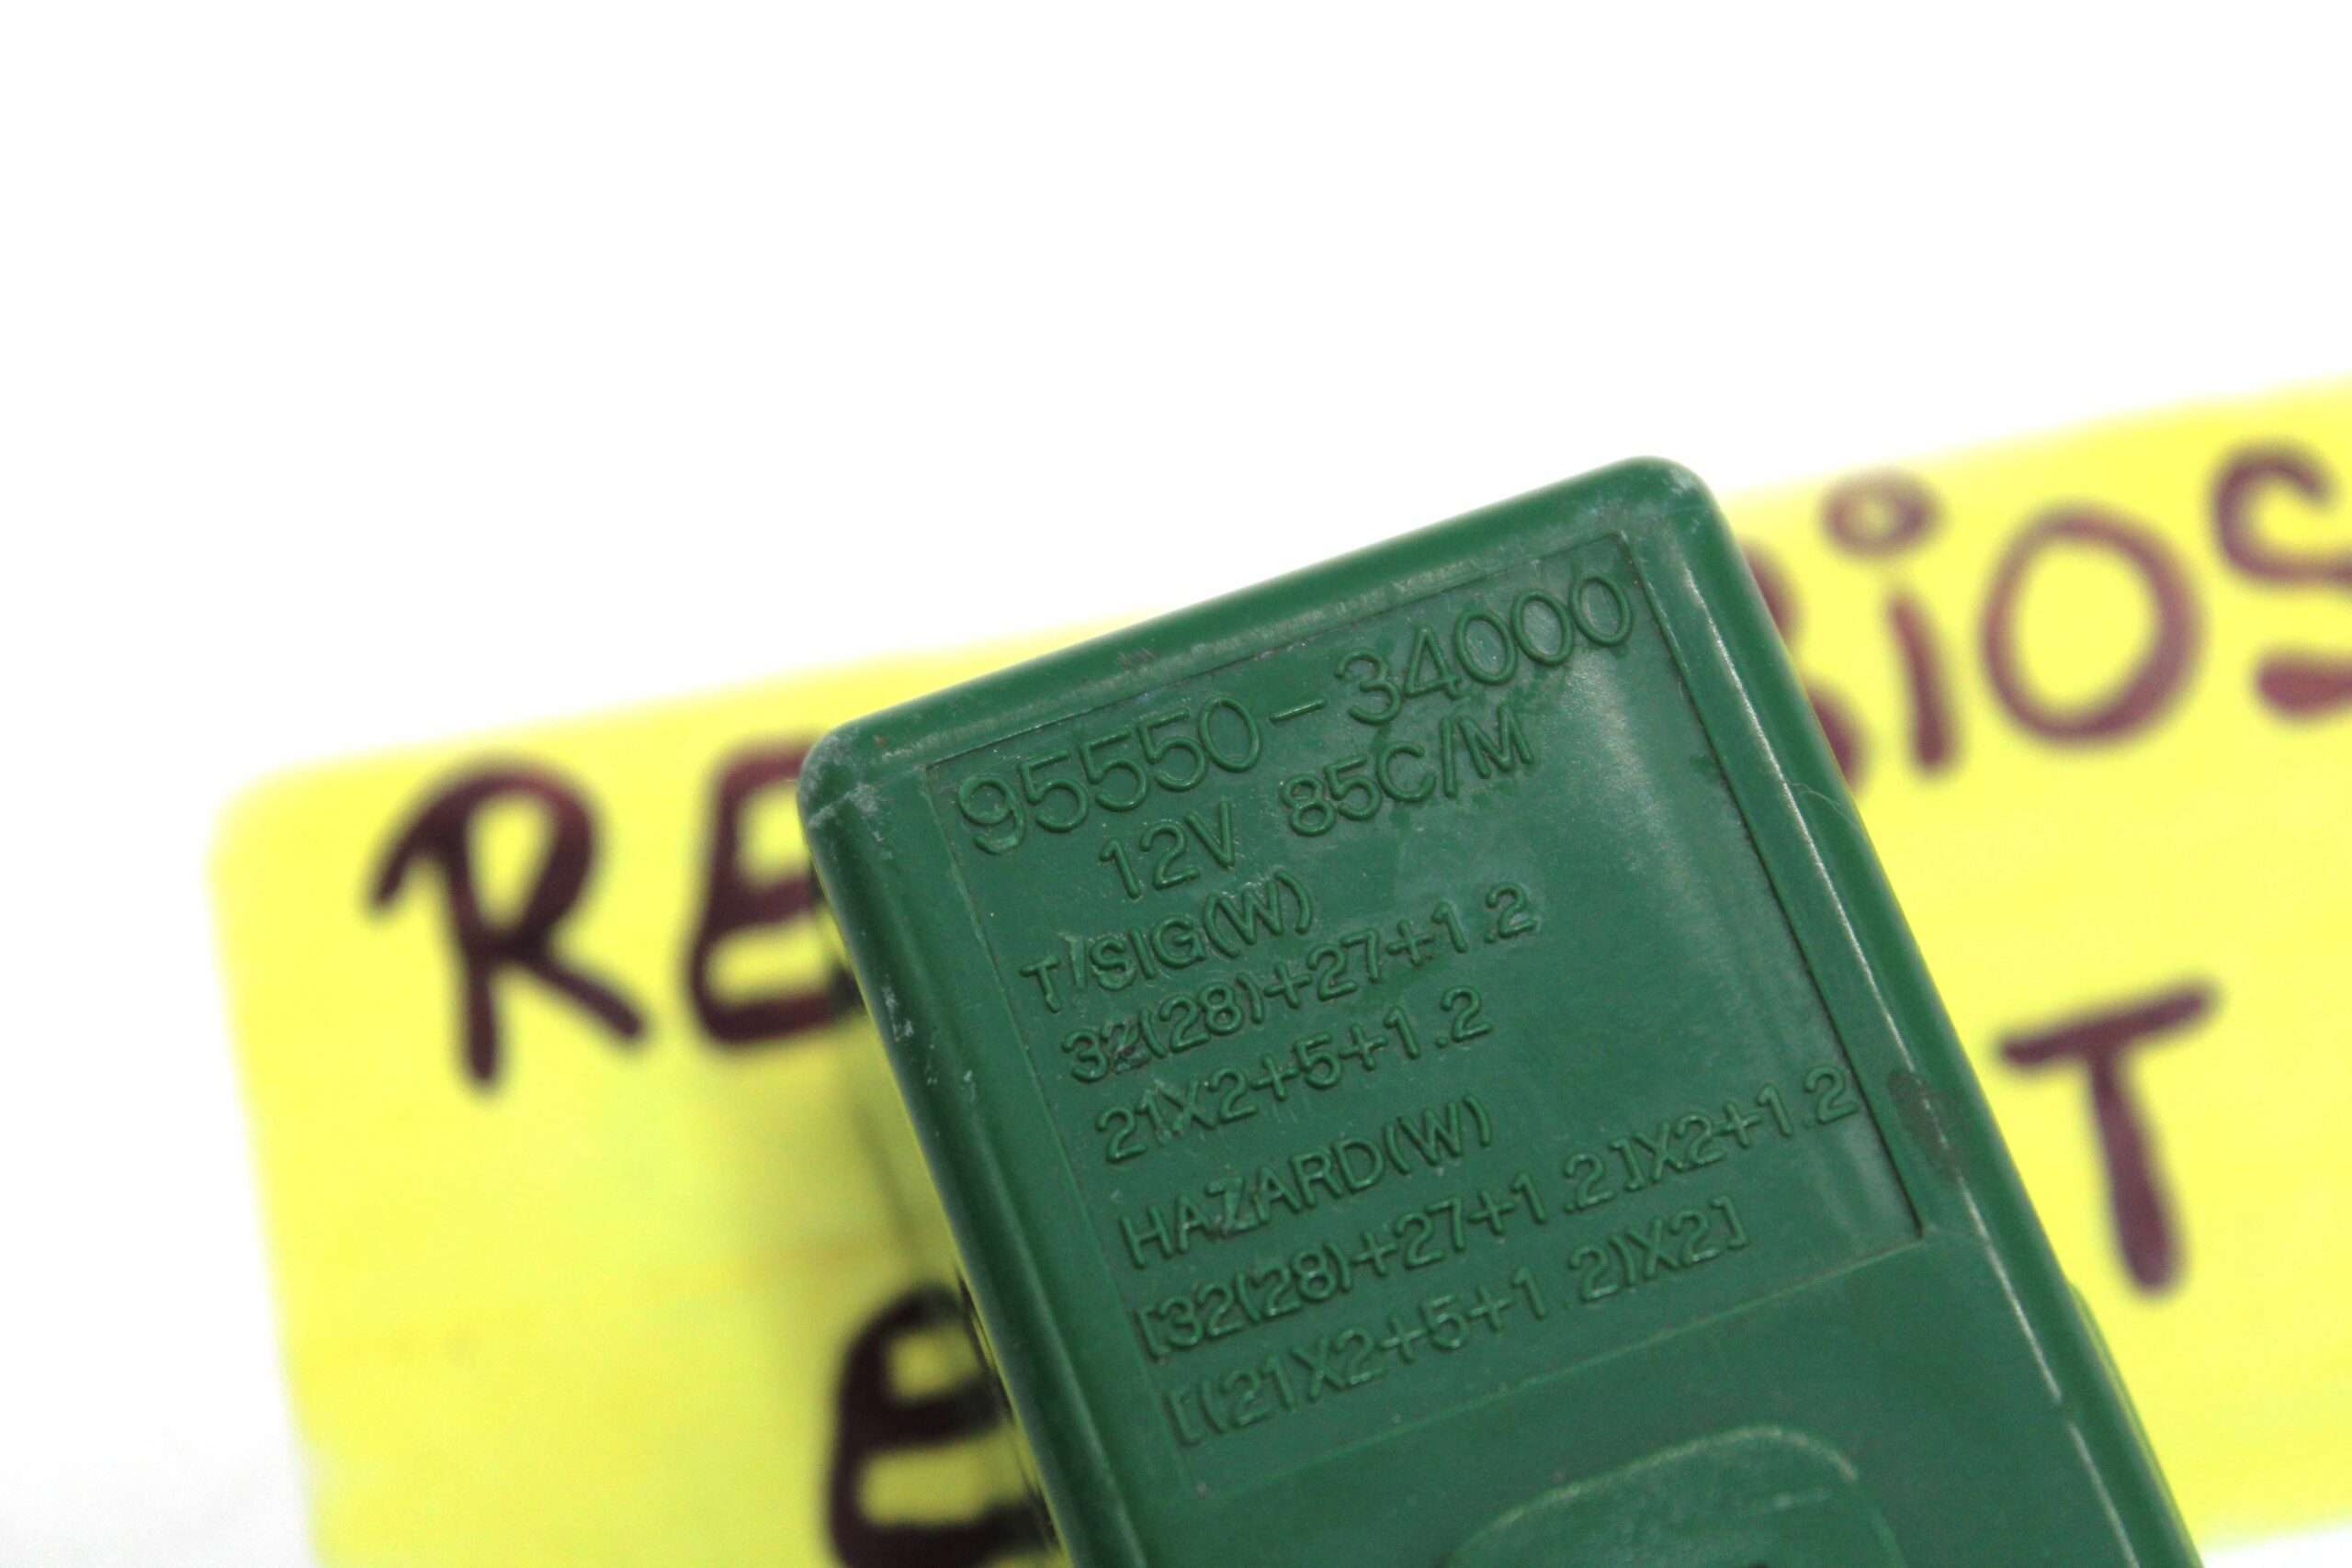 95550-34000
12V 85C/M
T/SIG(W)
32(28)+27+1.2
21X2+5+1.2
HAZARD(W)
[32(28)+27+1.2]X2+1.2
[(21X2+5+1.2)X2]